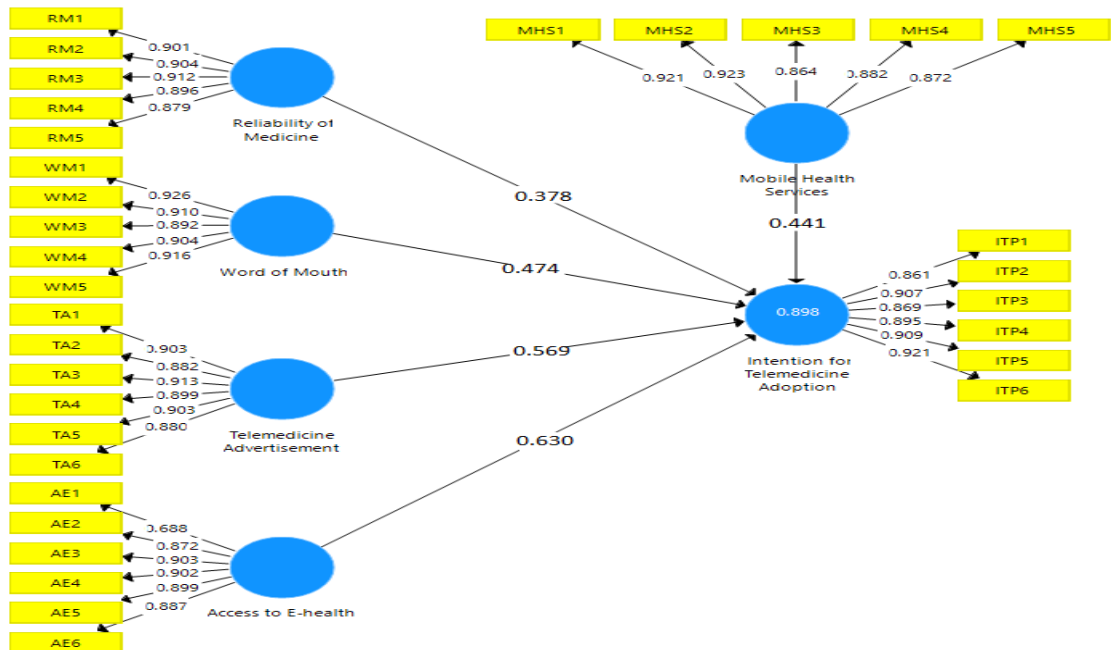 RM1
RM2
RM3
RM4
RM5
0.901
0.904
0.912
0.896
0.879
Reliability of
Medicine
WM1
WM2
WM3
WM4
WM5
0.926
0.910
0.892
0.904
0.916
Word of Mouth
TA1
TA2
TA3
TA4
TA5
TA6
0.903
0.882
0.913
0.899
0.903
0.880
Telemedicine
Advertisement
AE1
AE2
AE3
AE4
AE5
AE6
0.688
0.872
0.903
0.902
0.899
0.887
Access to E-health
0.378
0.474
0.569
0.630
MHS1
MHS2
MHS3
MHS4
MHS5
0.921
0.923
0.864
0.882
0.872
Mobile Health
Services
0.441
0.898
Intention for
Telemedicine
Adoption
0.861
0.907
0.869
0.895
0.909
0.921
ITP1
ITP2
ITP3
ITP4
ITP5
ITP6